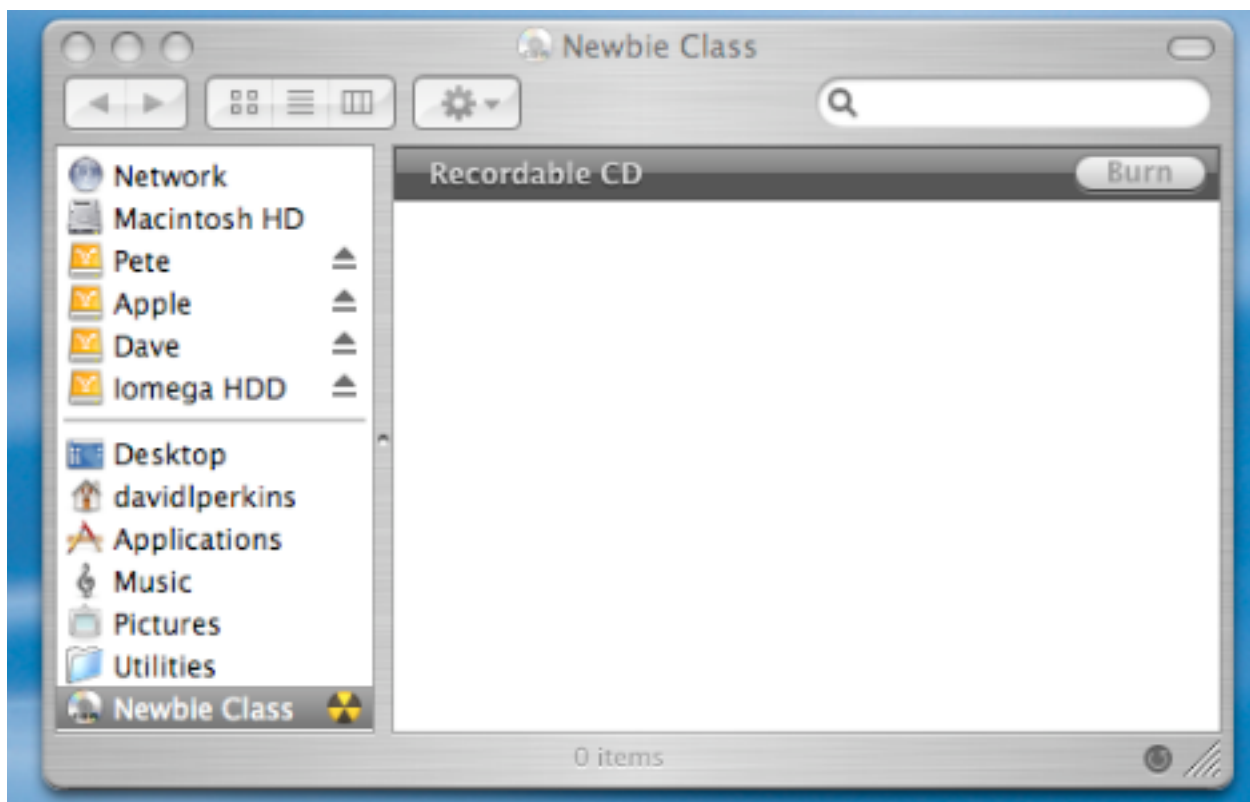 Newbie Class
Network
Macintosh HD
Pete
Apple
Dave
Iomega HDD
Desktop
davidlperkins
Applications
Music
Pictures
Utilities
Newbie Class
Recordable CD
Burn
0 items